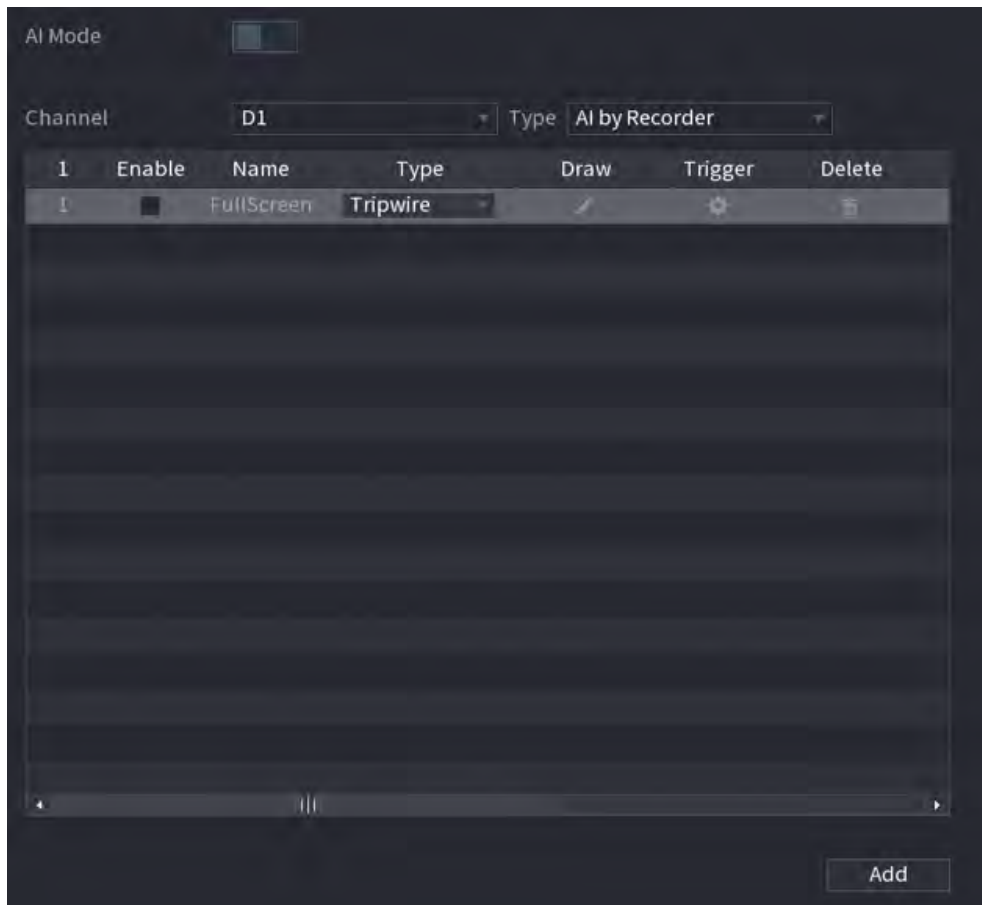 AI Mode
Channel D1 Type AI by Recorder
1 Enable Name Type Draw Trigger Delete
1 FullScreen Tripwire
Add